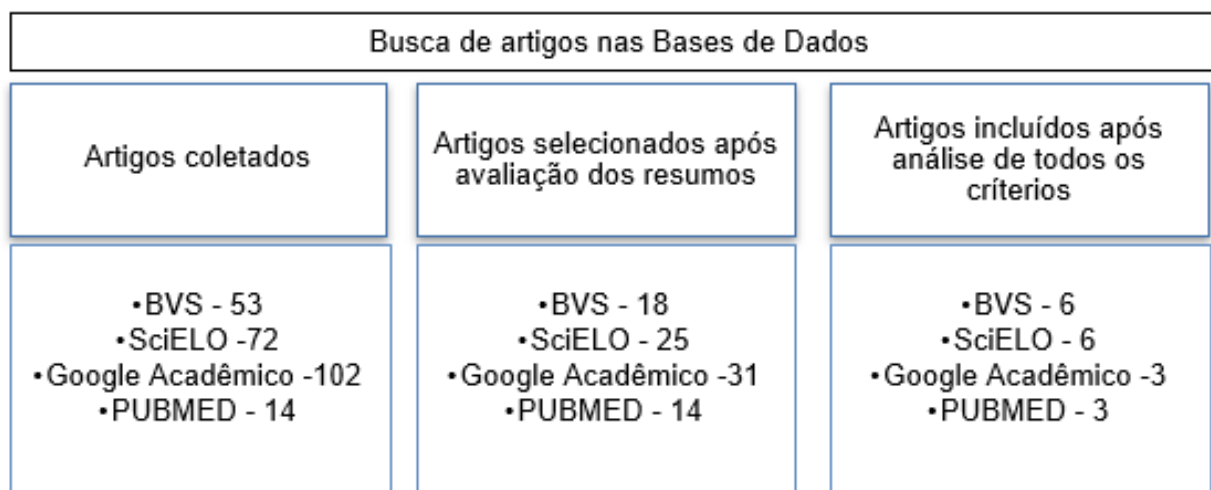 Busca de artigos nas Bases de Dados
Artigos coletados
Artigos selecionados após
avaliação dos resumos
Artigos incluídos após
análise de todos os
críterios
•BVS - 53
•SciELO -72
•Google Acadêmico -102
•PUBMED - 14
•BVS - 18
•SciELO - 25
•Google Acadêmico -31
•PUBMED - 14
•BVS - 6
•SciELO - 6
•Google Acadêmico -3
•PUBMED - 3